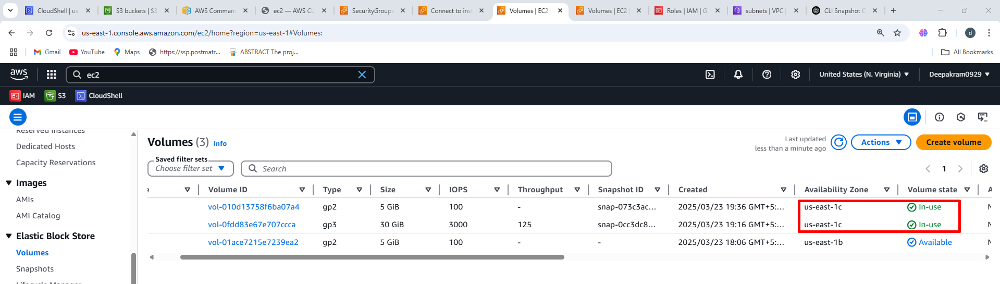 CloudShell | us
S3 buckets | S3
AWS Comman
ec2 — AWS CL
SecurityGroups
Connect to inst
Volumes | EC2
Volumes | EC2
Roles | IAM | Gl
subnets | VPC |
CLI Snapshot C
us-east-1.console.aws.amazon.com/ec2/home?region=us-east-1#Volumes:
d
Gmail
YouTube
Maps
https://ssp.postmatr...
ABSTRACT The proj...
All Bookmarks
aws
ec2
United States (N. Virginia)
Deepakram0929
IAM
S3
CloudShell
Reserved Instances
Dedicated Hosts
Capacity Reservations
Images
AMIs
AMI Catalog
Elastic Block Store
Volumes
Snapshots
Lifecycle Manager
Volumes (3) Info
Last updated
less than a minute ago
Actions
Create volume
Saved filter sets
Choose filter set
Search
1
e Volume ID Type Size IOPS Throughput Snapshot ID Created Availability Zone Volume state A
vol-010d13758f6ba07a4 gp2 5 GiB 100 - snap-073c3ac... 2025/03/23 19:36 GMT+5:... us-east-1c In-use N
vol-0fdd83e67e707ccca gp3 30 GiB 3000 125 snap-0cc3dc8... 2025/03/23 19:16 GMT+5:... us-east-1c In-use N
vol-01ace7215e7239ea2 gp2 5 GiB 100 - - 2025/03/23 18:06 GMT+5:... us-east-1b Available N